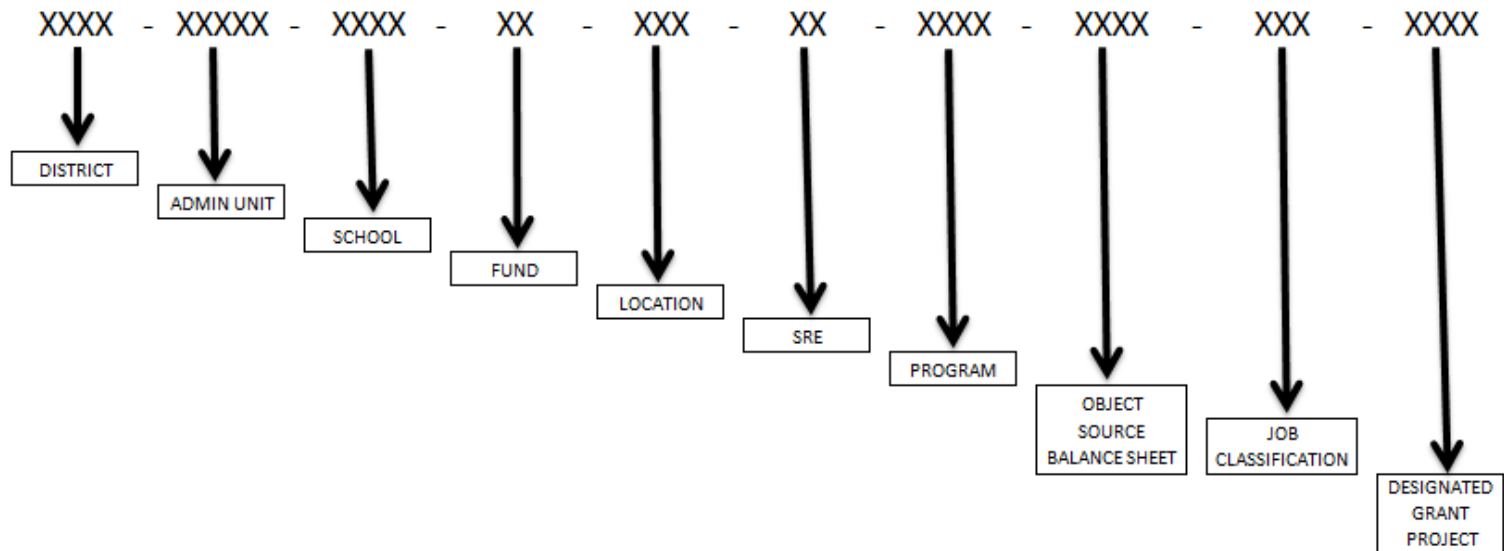 XXXX - XXXXX - XXXX - XX - XXX - XX - XXXX - XXXX - XXX - XXXX
DISTRICT
ADMIN UNIT
SCHOOL
FUND
LOCATION
SRE
PROGRAM
OBJECT
SOURCE
BALANCE SHEET
JOB
CLASSIFICATION
DESIGNATED
GRANT
PROJECT